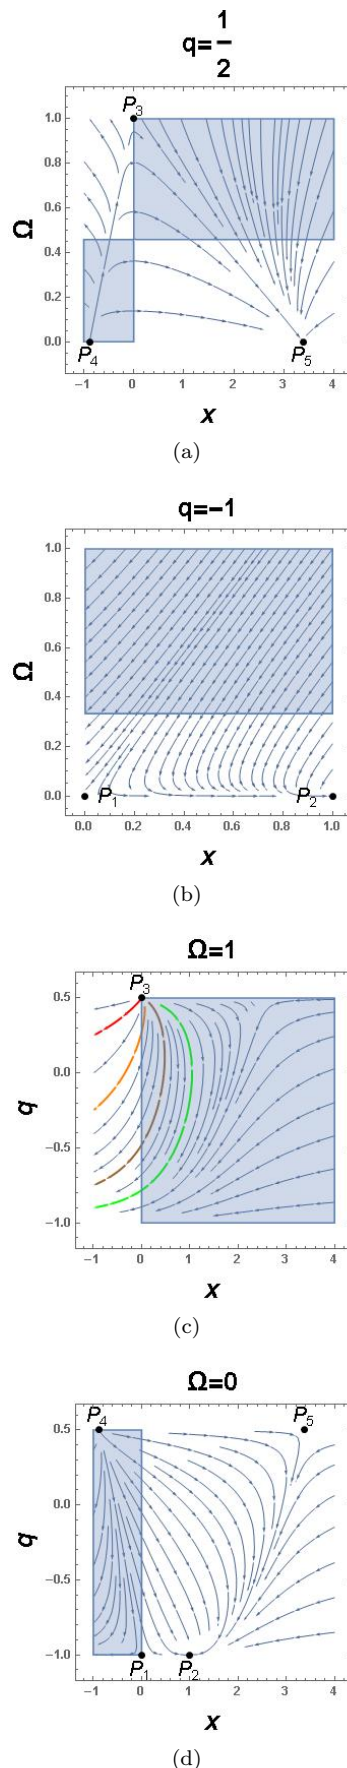 q=1/2
P3
1.0
0.8
0.6
Ω
0.4
0.2
0.0
P4
P5
−1 0 1 2 3 4
x
(a)
q=−1
1.0
0.8
0.6
Ω
0.4
0.2
0.0
P1
P2
0.0 0.2 0.4 0.6 0.8 1.0
x
(b)
Ω=1
P3
0.5
0.0
q
−0.5
−1.0
−1 0 1 2 3 4
x
(c)
Ω=0
P4
P5
0.5
0.0
q
−0.5
−1.0
P1
P2
−1 0 1 2 3 4
x
(d)